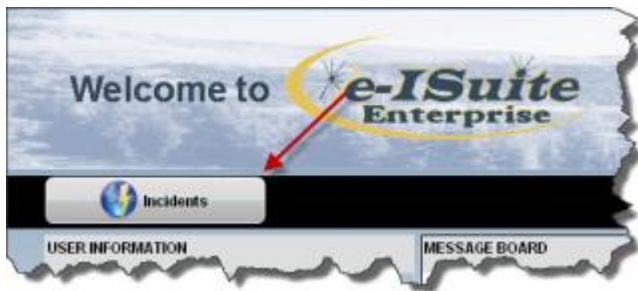 Welcome to e-ISuite
Enterprise
Incidents
USER INFORMATION MESSAGE BOARD